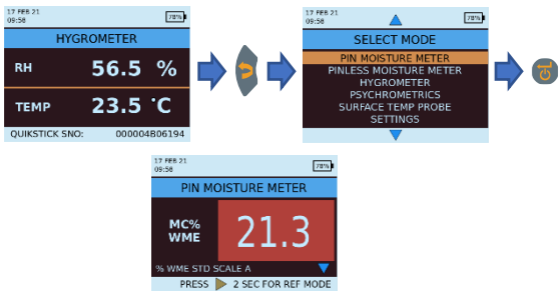 17 FEB 21
09:58
78%
HYGROMETER
RH 56.5 %
TEMP 23.5 °C
QUIKSTICK SNO: 000004B06194
17 FEB 21
09:58
78%
SELECT MODE
PIN MOISTURE METER
PINLESS MOISTURE METER
HYGROMETER
PSYCHROMETRICS
SURFACE TEMP PROBE
SETTINGS
17 FEB 21
09:58
78%
PIN MOISTURE METER
MC%
WME
21.3
% WME STD SCALE A
PRESS 2 SEC FOR REF MODE